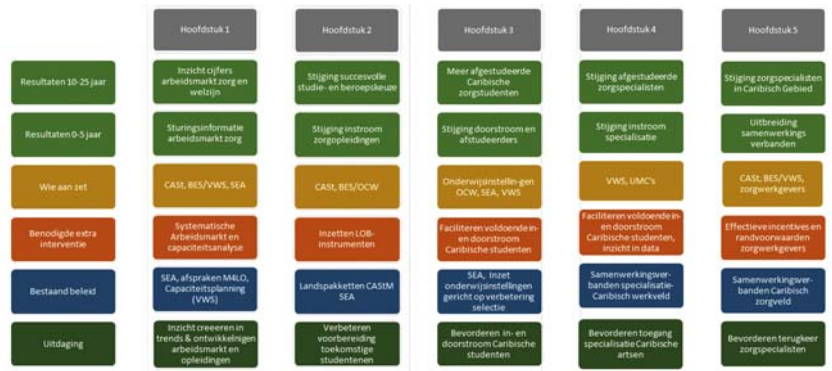 Hoofdstuk 1
Hoofdstuk 2
Hoofdstuk 3
Hoofdstuk 4
Hoofdstuk 5
Resultaten 10-25 jaar
Inzicht cijfers
arbeidsmarkt zorg en
welzijn
Stijging succesvolle
studie- en beroepskeuze
Meer afgestudeerde
Caribische
zorgstudenten
Stijging afgestudeerde
zorgspecialisten
Stijging zorgspecialisten
in Caribisch Gebied
Resultaten 0-5 jaar
Sturingsinformatie
arbeidsmarkt zorg
Stijging instroom
zorgopleidingen
Stijging doorstroom en
afstudeerders
Stijging instroom
specialisatie
Uitbreiding
samenwerkings
verbanden
Wie aan zet
CASt, BES/VWS, SEA
CASt, BES/OCW
Onderwijsinstellin-gen
OCW, SEA, VWS
VWS, UMC's
CASt, BES/VWS,
zorgwerkgevers
Benodigde extra
interventie
Systematische
Arbeidsmarkt en
capaciteitsanalyse
Inzetten LOB-
instrumenten
Faciliteren voldoende in-
en doorstroom
Caribische studenten
Faciliteren voldoende in-
en doorstroom
Caribische studenten,
inzicht in data
Effectieve incentives en
randvoorwaarden
zorgwerkgevers
Bestaand beleid
SEA, afspraken M4LO,
Capaciteitsplanning
(VWS)
Landspakketten CAStM
SEA
SEA, Inzet
onderwijsinstellingen
gericht op verbetering
selectie
Samenwerkingsver-
banden specialisatie-
Caribisch werkveld
Samenwerkingsver-
banden Caribisch
zorgveld
Uitdaging
Inzicht creeeren in
trends & ontwikkelnigen
arbeidsmarkt en
opleidingen
Verbeteren
voorbereiding
toekomstige
studentenen
Bevorderen in- en
doorstroom Caribische
studenten
Bevorderen toegang
specialisatie Caribische
artsen
Bevorderen terugkeer
zorgspecialisten